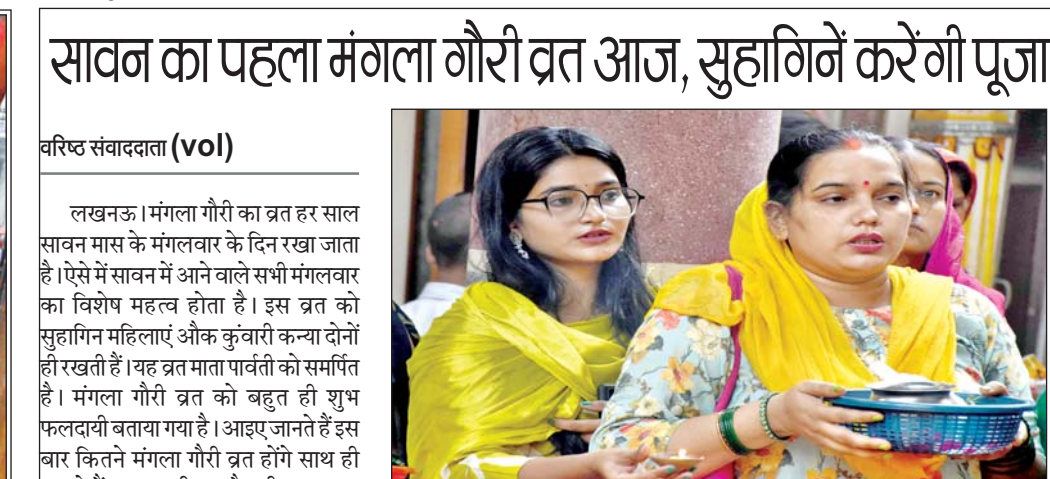 सावन का पहला मंगला गौरी व्रत आज, सुहागिनें करेंगी पूजा
वरिष्ठ संवाददाता (vol)
लखनऊ। मंगला गौरी का व्रत हर साल
सावन मास के मंगलवार के दिन रखा जाता
है। ऐसे में सावन में आने वाले सभी मंगलवार
का विशेष महत्व होता है। इस व्रत को
सुहागिन महिलाएं औक कुंवारी कन्या दोनों
ही रखती हैं। यह व्रत माता पार्वती को समर्पित
है। मंगला गौरी व्रत को बहुत ही शुभ
फलदायी बताया गया है। आइए जानते हैं इस
बार कितने मंगला गौरी व्रत होंगे साथ ही